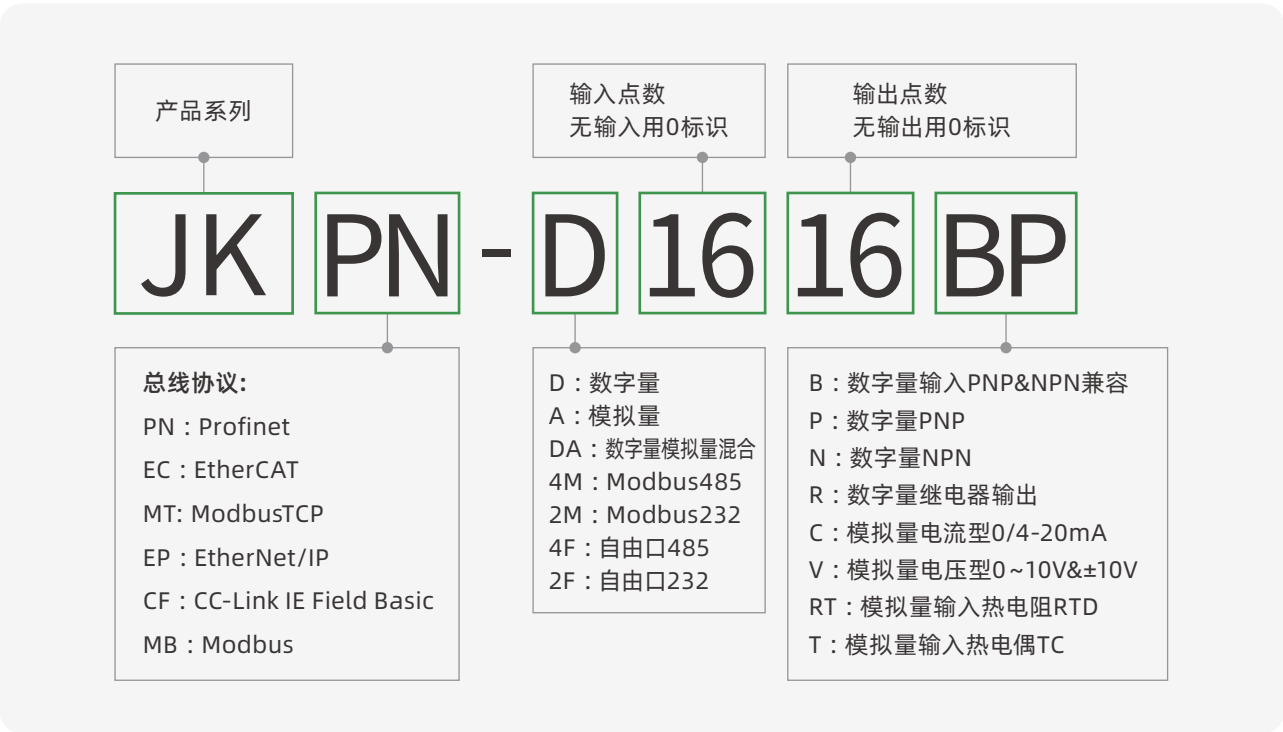 产品系列
输入点数
无输入用0标识
输出点数
无输出用0标识
JK PN - D 16 16 BP
总线协议:
PN : Profinet
EC : EtherCAT
MT: ModbusTCP
EP : EtherNet/IP
CF : CC-Link IE Field Basic
MB : Modbus
D : 数字量
A : 模拟量
DA : 数字量模拟量混合
4M : Modbus485
2M : Modbus232
4F : 自由口485
2F : 自由口232
B : 数字量输入PNP&NPN兼容
P : 数字量PNP
N : 数字量NPN
R : 数字量继电器输出
C : 模拟量电流型0/4-20mA
V : 模拟量电压型0~10V&±10V
RT : 模拟量输入热电阻RTD
T : 模拟量输入热电偶TC